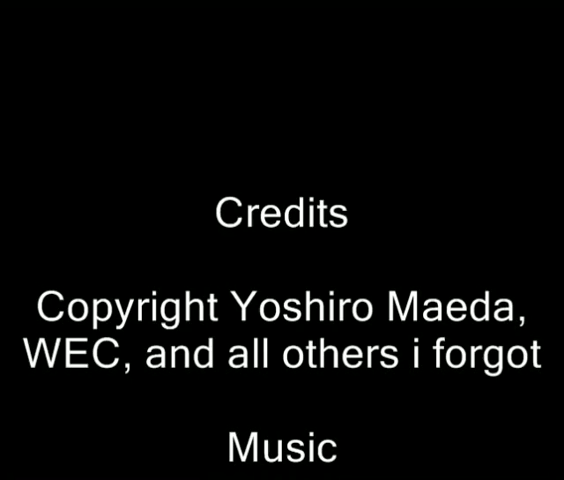 Credits
Copyright Yoshiro Maeda,
WEC, and all others i forgot
Music